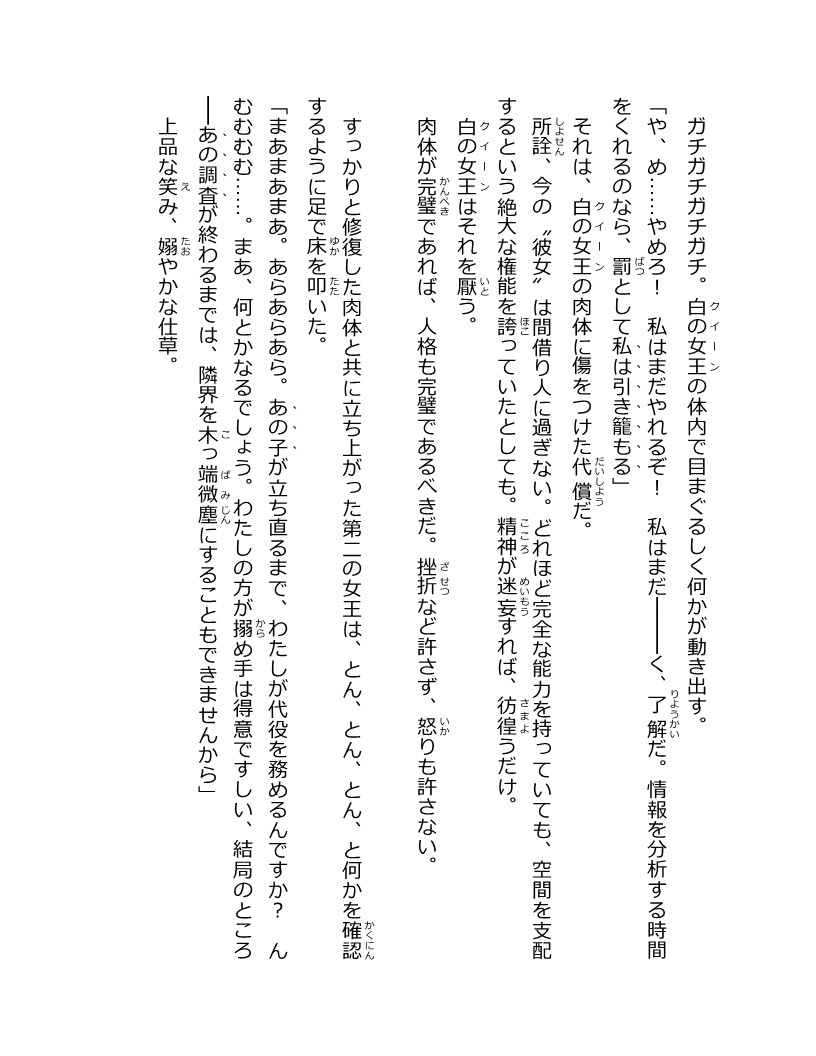 ガチガチガチガチ。白の女王の体内で目まぐるしく何かが動き出す。
「や、め……やめろ！　私はまだやれるぞ！　私はまだ――く、了解だ。情報を分析する時間
をくれるのなら、罰として私は引き籠もる」
それは、白の女王の肉体に傷をつけた代償だ。
所詮、今の〝彼女〟は間借り人に過ぎない。どれほど完全な能力を持っていても、空間を支配
するという絶大な権能を誇っていたとしても。精神が迷妄すれば、彷徨うだけ。
白の女王はそれを厭う。
肉体が完璧であれば、人格も完璧であるべきだ。挫折など許さず、怒りも許さない。
すっかりと修復した肉体と共に立ち上がった第二の女王は、とん、とん、とん、と何かを確認
するように足で床を叩いた。
「まあまあまあ。あらあらあら。あの子が立ち直るまで、わたしが代役を務めるんですか？　ん
むむむむ……。まあ、何とかなるでしょう。わたしの方が搦め手は得意ですしい、結局のところ
――あの調査が終わるまでは、隣界を木っ端微塵にすることもできませんから」
上品な笑み、嫋やかな仕草。